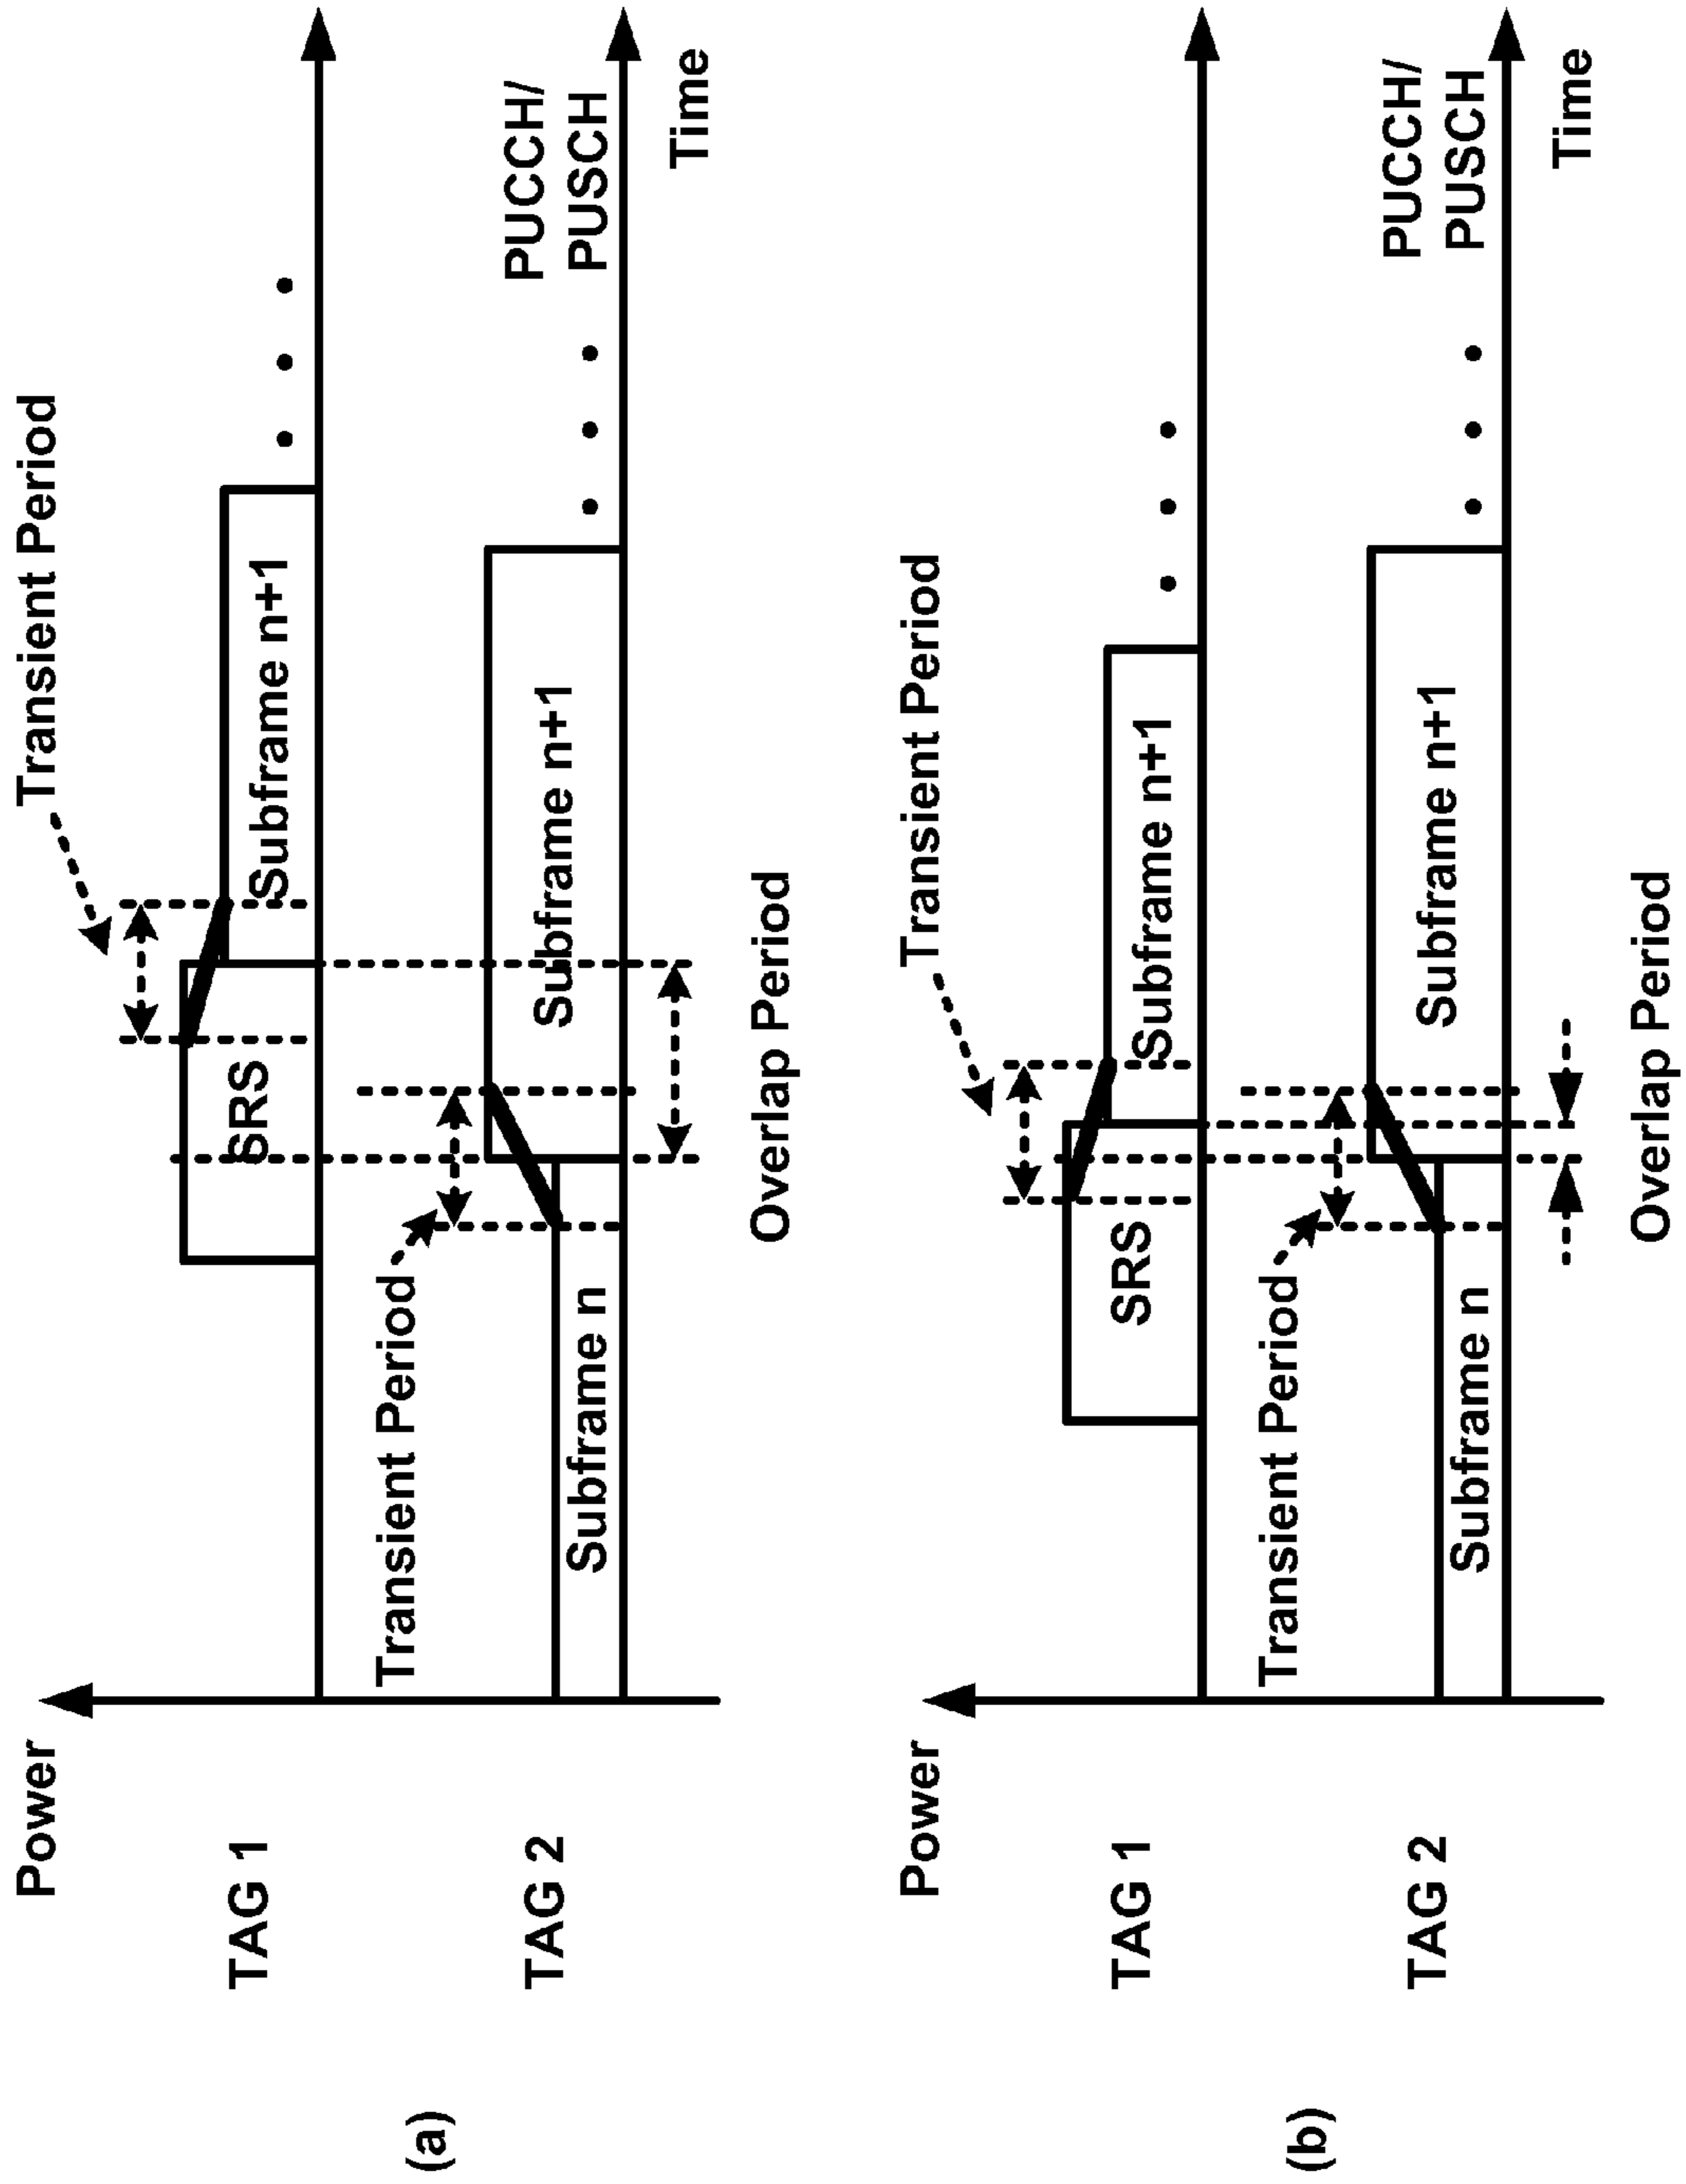 (a)
Power
Transient Period
TAG 1
SRS
Subframe n+1
Transient Period
TAG 2
Subframe n
Subframe n+1
PUCCH/
PUSCH
Time
Overlap Period
(b)
Power
Transient Period
TAG 1
SRS
Subframe n+1
Transient Period
TAG 2
Subframe n
Subframe n+1
PUCCH/
PUSCH
Time
Overlap Period